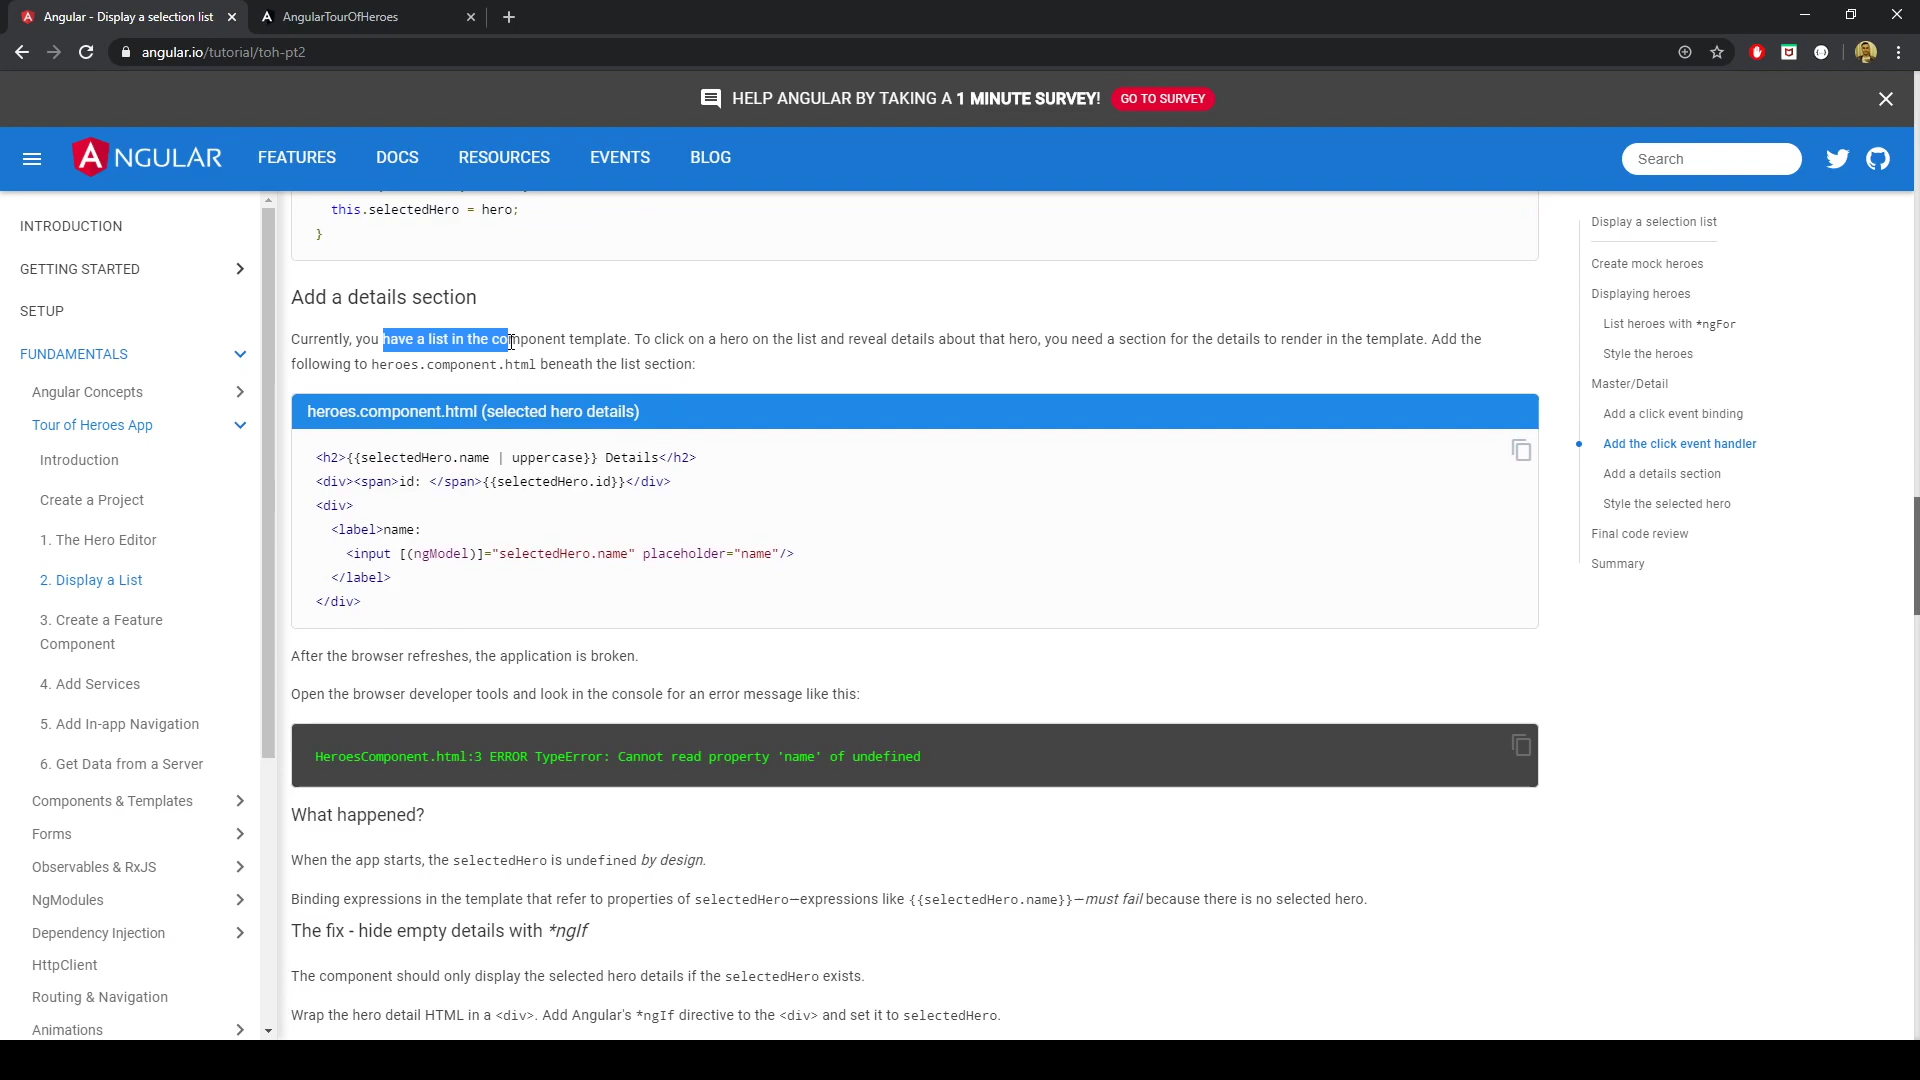 Angular - Display a selection list
AngularTourOfHeroes
angular.io/tutorial/toh-pt2
HELP ANGULAR BY TAKING A 1 MINUTE SURVEY! GO TO SURVEY
ANGULAR FEATURES DOCS RESOURCES EVENTS BLOG Search
INTRODUCTION
GETTING STARTED
SETUP
FUNDAMENTALS
Angular Concepts
Tour of Heroes App
Introduction
Create a Project
1. The Hero Editor
2. Display a List
3. Create a Feature
Component
4. Add Services
5. Add In-app Navigation
6. Get Data from a Server
Components & Templates
Forms
Observables & RxJS
NgModules
Dependency Injection
HttpClient
Routing & Navigation
Animations
this.selectedHero = hero;
}
Add a details section
Currently, you have a list in the component template. To click on a hero on the list and reveal details about that hero, you need a section for the details to render in the template. Add the
following to heroes.component.html beneath the list section:
heroes.component.html (selected hero details)
<h2>{{selectedHero.name | uppercase}} Details</h2>
<div><span>id: </span>{{selectedHero.id}}</div>
<div>
<label>name:
<input [(ngModel)]="selectedHero.name" placeholder="name"/>
</label>
</div>
After the browser refreshes, the application is broken.
Open the browser developer tools and look in the console for an error message like this:
HeroesComponent.html:3 ERROR TypeError: Cannot read property 'name' of undefined
What happened?
When the app starts, the selectedHero is undefined by design.
Binding expressions in the template that refer to properties of selectedHero—expressions like {{selectedHero.name}}—must fail because there is no selected hero.
The fix - hide empty details with *ngIf
The component should only display the selected hero details if the selectedHero exists.
Wrap the hero detail HTML in a <div>. Add Angular's *ngIf directive to the <div> and set it to selectedHero.
Display a selection list
Create mock heroes
Displaying heroes
List heroes with *ngFor
Style the heroes
Master/Detail
Add a click event binding
Add the click event handler
Add a details section
Style the selected hero
Final code review
Summary